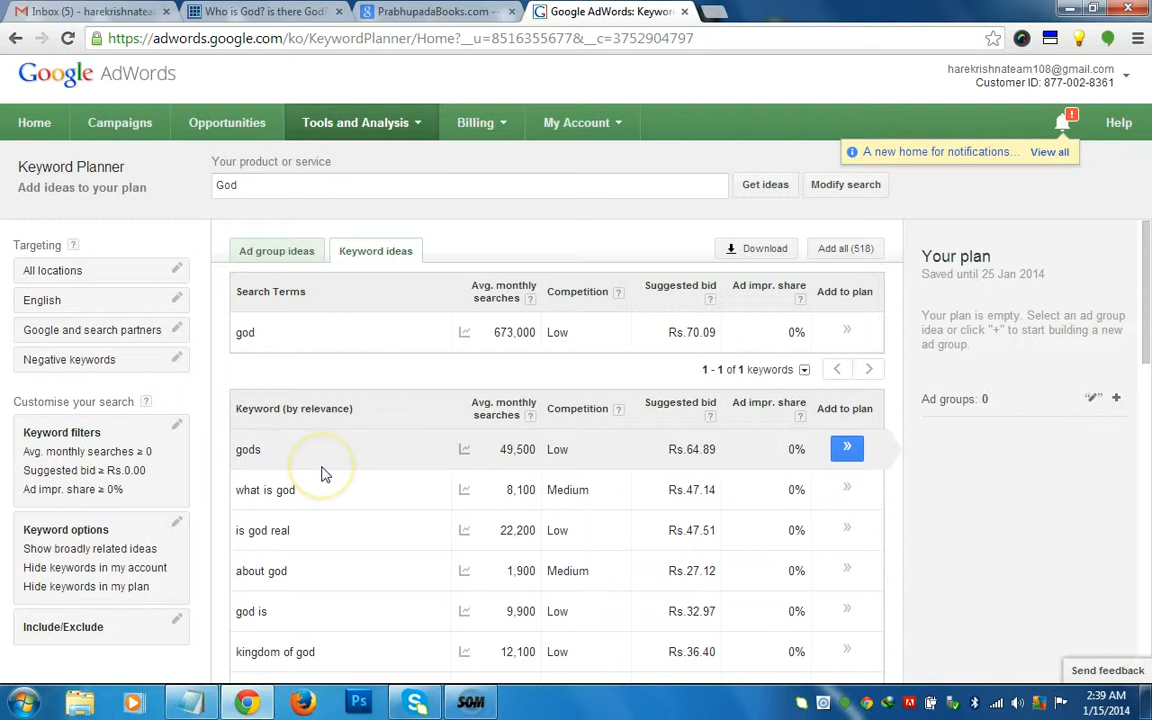 Inbox (5) - harekrishnateam
Who is God? is there God?
PrabhupadaBooks.com -
Google AdWords: Keywor
https://adwords.google.com/ko/KeywordPlanner/Home?__u=8516355677&__c=3752904797
Google AdWords
harekrishnateam108@gmail.com
Customer ID: 877-002-8361
Home
Campaigns
Opportunities
Tools and Analysis
Billing
My Account
Help
A new home for notifications... View all
Keyword Planner
Add ideas to your plan
Your product or service
God
Get ideas
Modify search
Targeting ?
All locations
English
Google and search partners
Negative keywords
Customise your search ?
Keyword filters
Avg. monthly searches ≥ 0
Suggested bid ≥ Rs.0.00
Ad impr. share ≥ 0%
Keyword options
Show broadly related ideas
Hide keywords in my account
Hide keywords in my plan
Include/Exclude
Ad group ideas
Keyword ideas
Download
Add all (518)
Search Terms
Avg. monthly searches ?
Competition ?
Suggested bid ?
Ad impr. share ?
Add to plan
god 673,000 Low Rs.70.09 0% »
1 - 1 of 1 keywords
Keyword (by relevance)
Avg. monthly searches ?
Competition ?
Suggested bid ?
Ad impr. share ?
Add to plan
gods 49,500 Low Rs.64.89 0% »
what is god 8,100 Medium Rs.47.14 0% »
is god real 22,200 Low Rs.47.51 0% »
about god 1,900 Medium Rs.27.12 0% »
god is 9,900 Low Rs.32.97 0% »
kingdom of god 12,100 Low Rs.36.40 0% »
Your plan
Saved until 25 Jan 2014
Your plan is empty. Select an ad group
idea or click "+" to start building a new
ad group.
Ad groups: 0
Send feedback
Ps
SOM
2:39 AM
1/15/2014